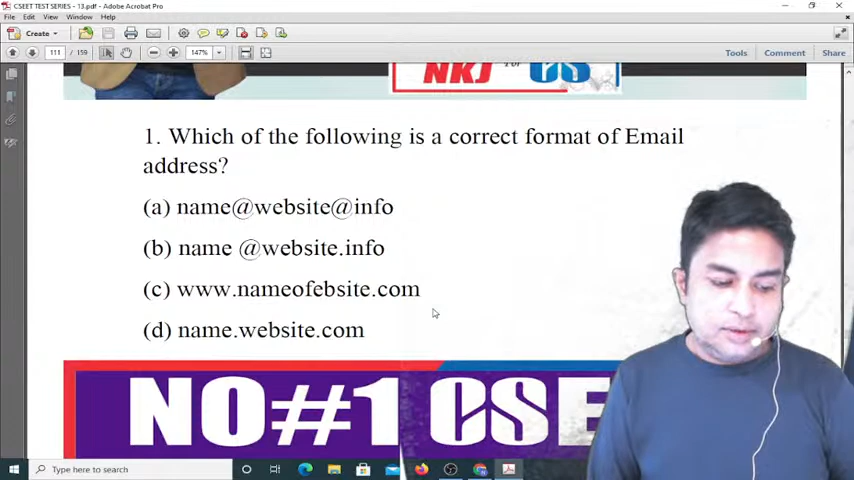 CSEET TEST SERIES - 13.pdf - Adobe Acrobat Pro
File Edit View Window Help
Create
111 / 159 147% Tools Comment Share
NKJ For CS
1. Which of the following is a correct format of Email
address?
(a) name@website@info
(b) name @website.info
(c) www.nameofebsite.com
(d) name.website.com
NO#1 CSE
Type here to search